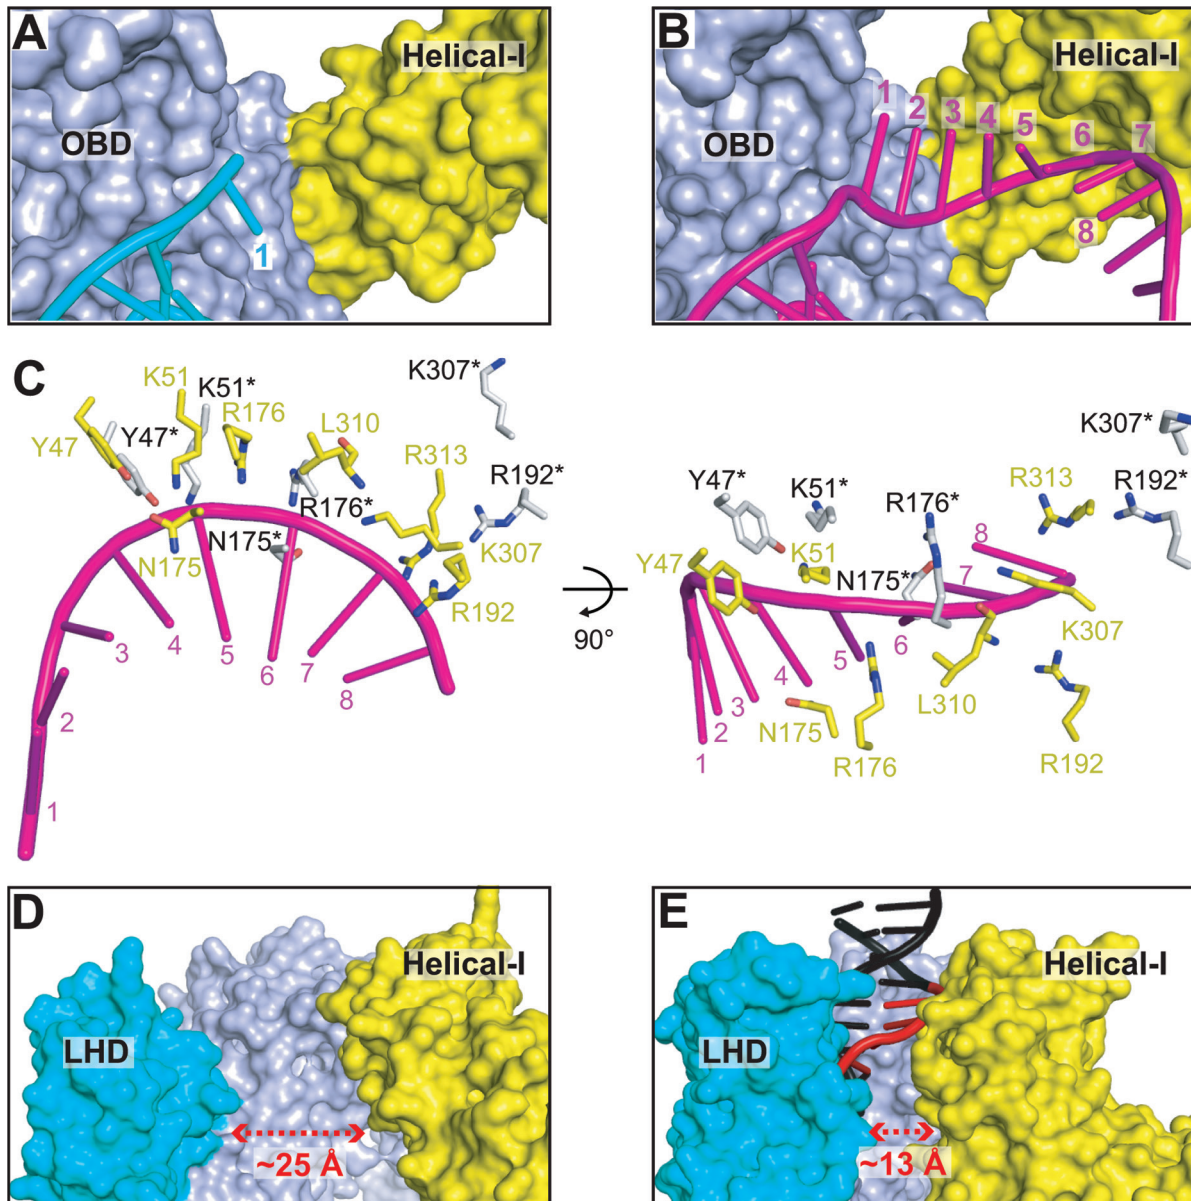 A
Helical-I
OBD
1
B
Helical-I
OBD
1 2 3 4 5 6 7
8
C
K51
K51*
K307*
Y47
Y47*
R176
L310
R313
R192*
R176*
N175*
N175
K307
R192
1
2
3
4
5
6
7
8
90°
K307*
Y47*
K51*
R176*
R313
R192*
8
Y47
K51
N175*
7
6
K307
5
4
3
2
1
N175
R176
L310
R192
D
Helical-I
LHD
~25 Å
E
Helical-I
LHD
~13 Å